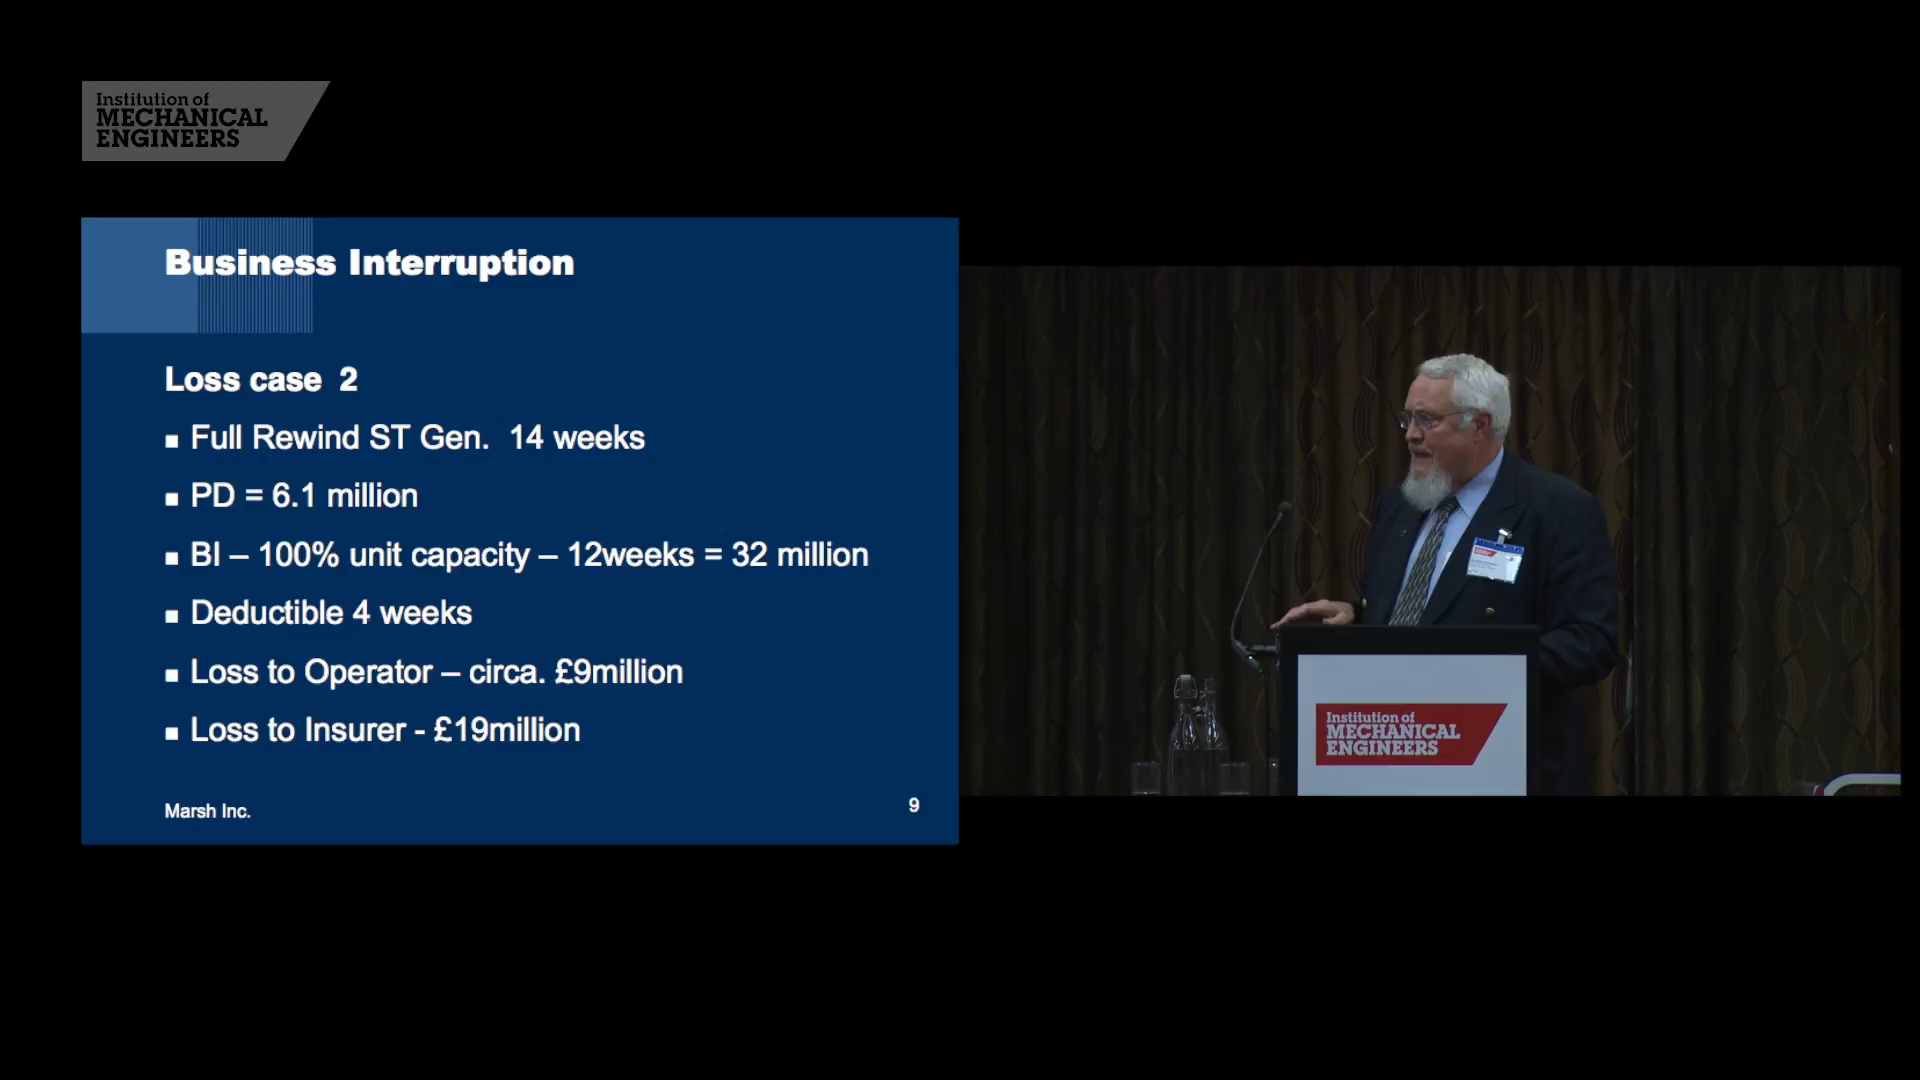 Institution of
MECHANICAL
ENGINEERS
Business Interruption
Loss case 2
Full Rewind ST Gen. 14 weeks
PD = 6.1 million
BI – 100% unit capacity – 12weeks = 32 million
Deductible 4 weeks
Loss to Operator – circa. £9million
Loss to Insurer - £19million
Marsh Inc.
9
Institution of
MECHANICAL
ENGINEERS